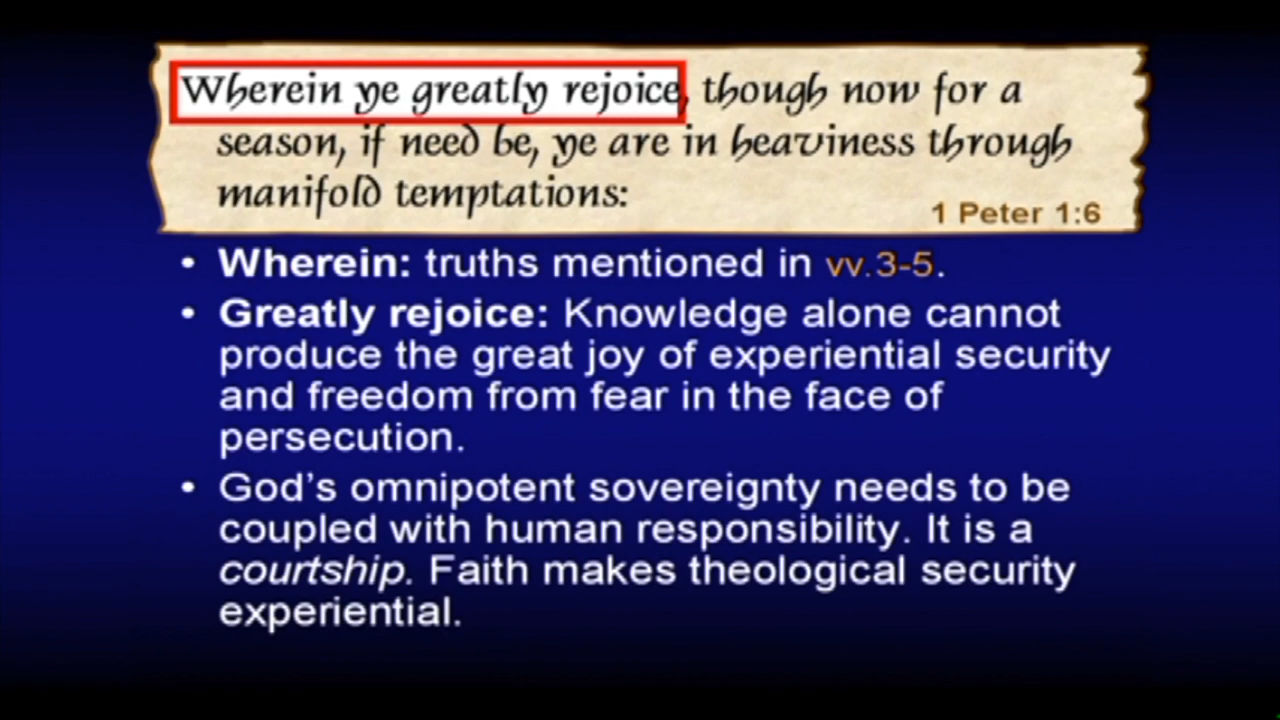 Wherein ye greatly rejoice, though now for a
season, if need be, ye are in heaviness through
manifold temptations:
1 Peter 1:6
• Wherein: truths mentioned in vv.3-5.
• Greatly rejoice: Knowledge alone cannot
produce the great joy of experiential security
and freedom from fear in the face of
persecution.
• God's omnipotent sovereignty needs to be
coupled with human responsibility. It is a
courtship. Faith makes theological security
experiential.